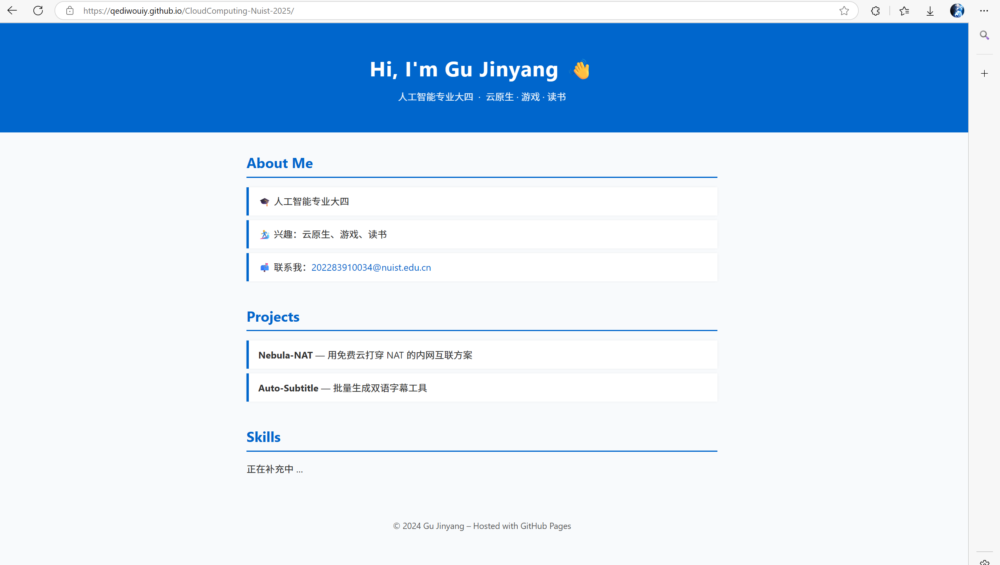 https://qediwouiy.github.io/CloudComputing-Nuist-2025/
Hi, I'm Gu Jinyang 👋
人工智能专业大四 · 云原生 · 游戏 · 读书
About Me
🎓 人工智能专业大四
🏄 兴趣：云原生、游戏、读书
📫 联系我：202283910034@nuist.edu.cn
Projects
Nebula-NAT — 用免费云打穿 NAT 的内网互联方案
Auto-Subtitle — 批量生成双语字幕工具
Skills
正在补充中 ...
© 2024 Gu Jinyang – Hosted with GitHub Pages